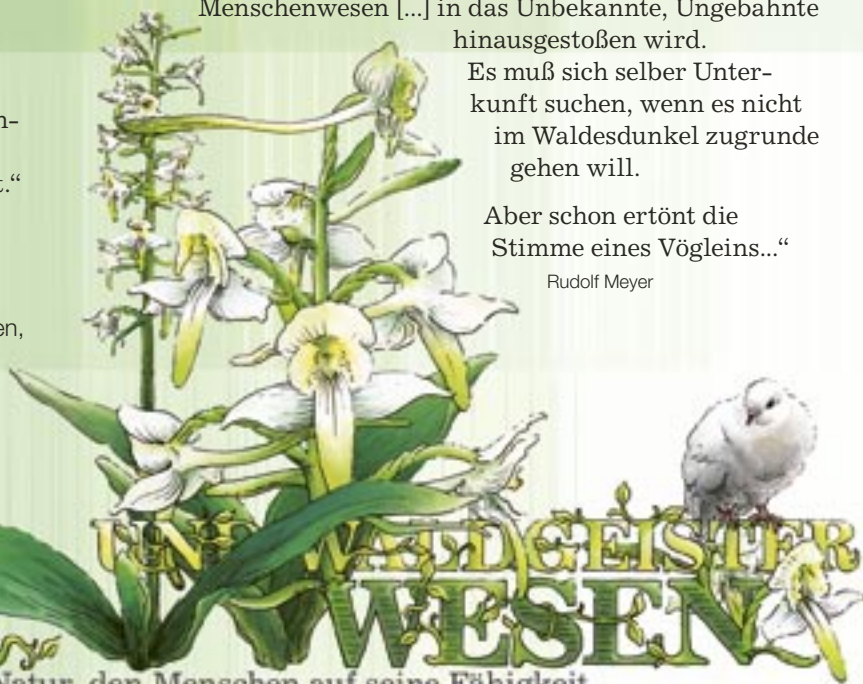 Menschenwesen [...] in das Unbekannte, Ungebahnte
hinausgestoßen wird.
Es muß sich selber Unter-
kunft suchen, wenn es nicht
im Waldesdunkel zugrunde
gehen will.
Aber schon ertönt die
Stimme eines Vögleins...“
Rudolf Meyer
UND WALDGEISTER
WESEN
Natur, den Menschen auf seine Fähigkeit